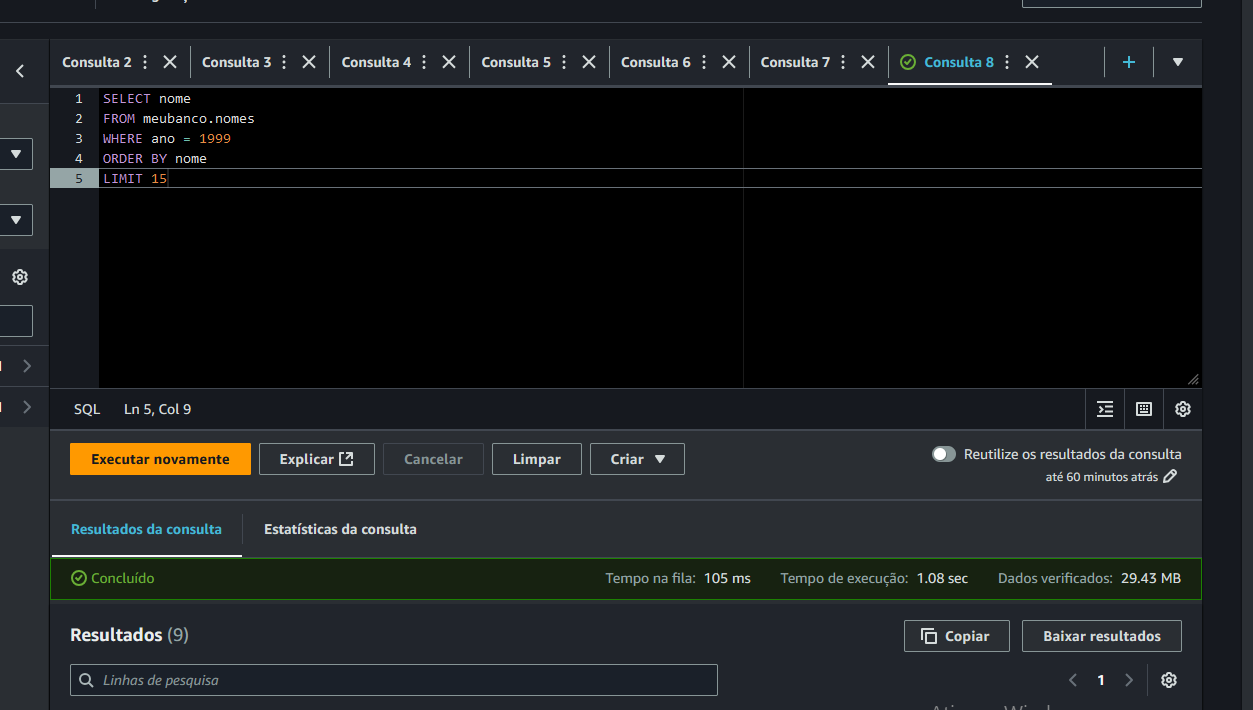 Consulta 2 Consulta 3 Consulta 4 Consulta 5 Consulta 6 Consulta 7 Consulta 8
1 SELECT nome
2 FROM meubanco.nomes
3 WHERE ano = 1999
4 ORDER BY nome
5 LIMIT 15
SQL Ln 5, Col 9
Executar novamente Explicar Cancelar Limpar Criar Reutilize os resultados da consulta
até 60 minutos atrás
Resultados da consulta Estatísticas da consulta
Concluído Tempo na fila: 105 ms Tempo de execução: 1.08 sec Dados verificados: 29.43 MB
Resultados (9) Copiar Baixar resultados
Linhas de pesquisa 1